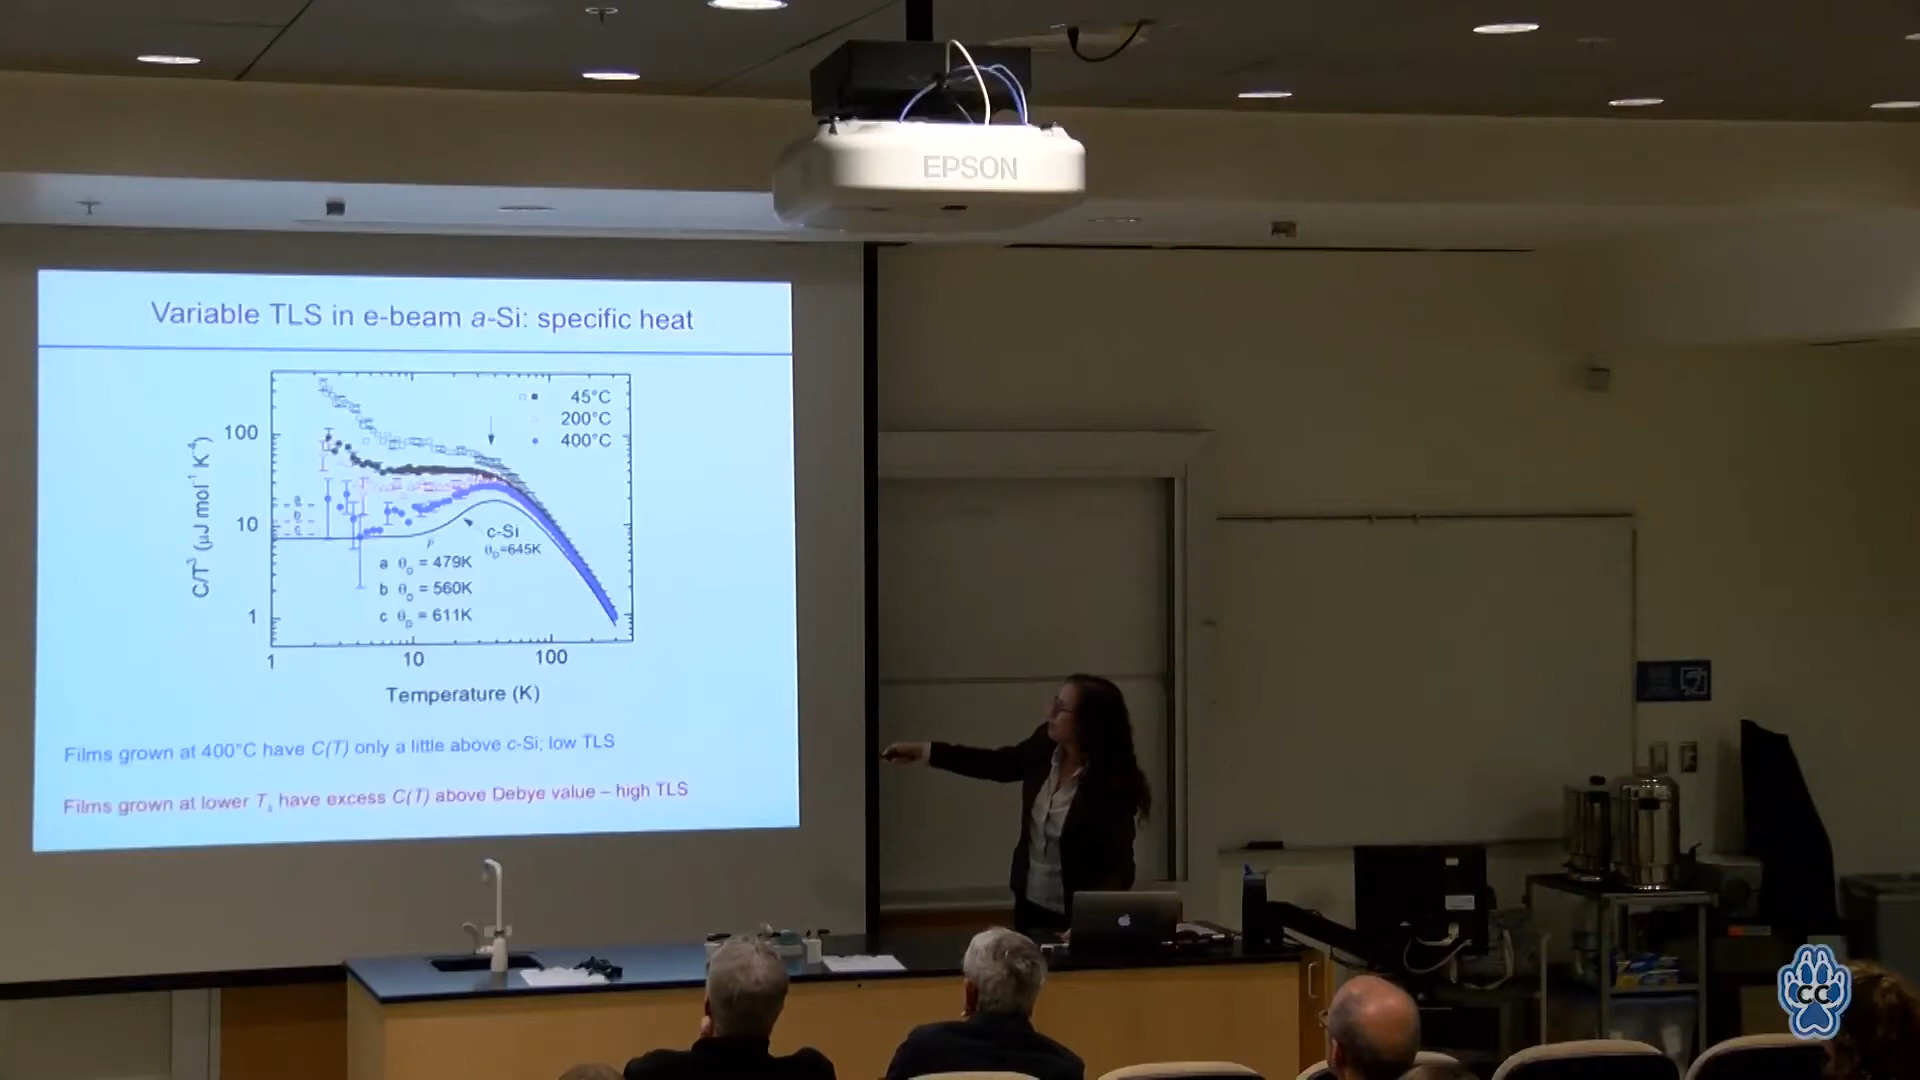 EPSON
Variable TLS in e-beam a-Si: specific heat
45°C
200°C
400°C
100
10
1
C/T³ (μJ mol⁻¹ K⁻⁴)
a
b
c
c-Si
θD=645K
a θD = 479K
b θD = 560K
c θD = 611K
1
10
100
Temperature (K)
Films grown at 400°C have C(T) only a little above c-Si; low TLS
Films grown at lower Ts have excess C(T) above Debye value – high TLS
CC